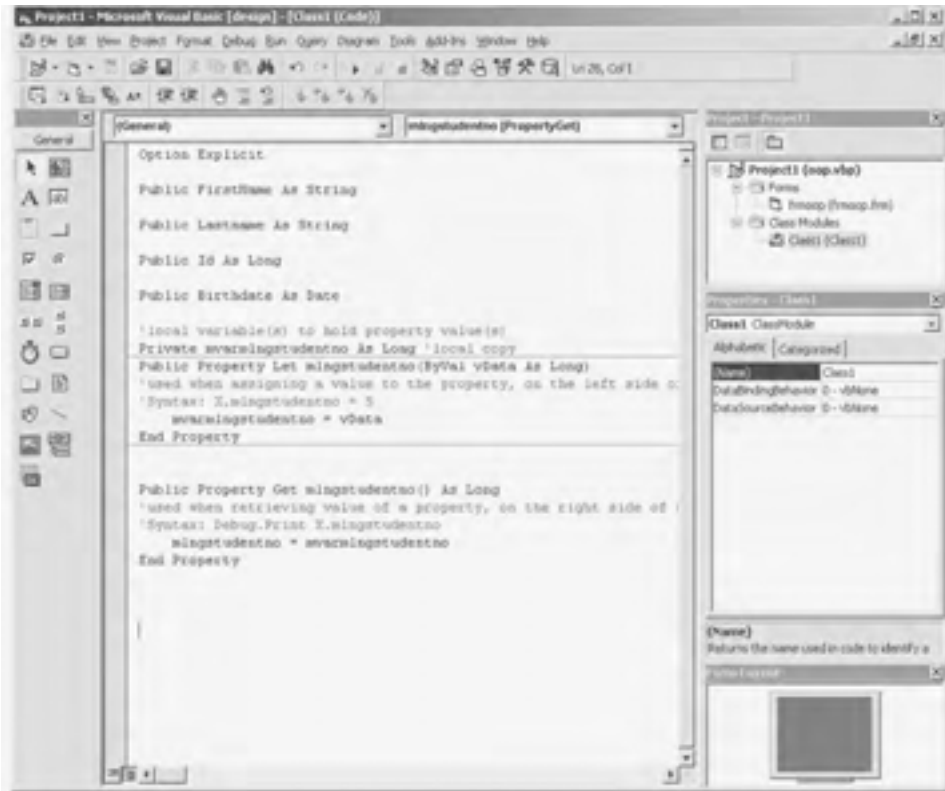 Project1 - Microsoft Visual Basic [design] - [Class1 (Code)]
File Edit View Project Format Debug Run Query Diagram Tools Add-Ins Window Help
Ln 28, Col 1
General
(General)
mlngstudentno [PropertyGet]
Option Explicit
Public FirstName As String
Public Lastname As String
Public Id As Long
Public Birthdate As Date
'local variable(s) to hold property value(s)
Private mvarmlngstudentno As Long 'local copy
Public Property Let mlngstudentno(ByVal vData As Long)
'used when assigning a value to the property, on the left side o
'Syntax: X.mlngstudentno = 5
mvarmlngstudentno = vData
End Property
Public Property Get mlngstudentno() As Long
'used when retrieving value of a property, on the right side of
'Syntax: Debug.Print X.mlngstudentno
mlngstudentno = mvarmlngstudentno
End Property
Project - Project1
Project1 (oop.vbp)
Forms
frmoop (frmoop.frm)
Class Modules
Class1 (Class1)
Properties - Class1
Class1 ClassModule
Alphabetic Categorized
(Name) Class1
DataBindingBehavior 0 - vbNone
DataSourceBehavior 0 - vbNone
(Name)
Returns the name used in code to identify a
Form Layout